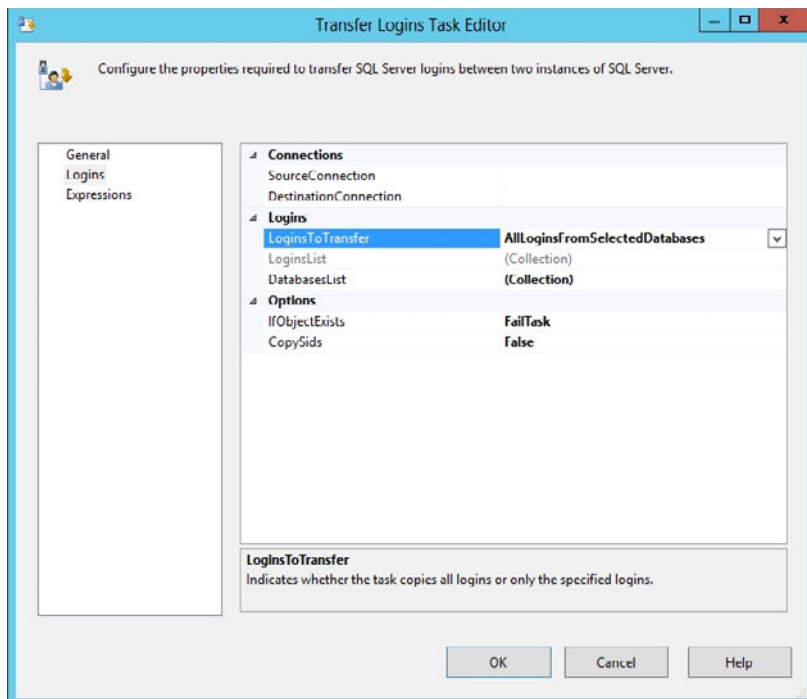 Transfer Logins Task Editor
Configure the properties required to transfer SQL Server logins between two instances of SQL Server.
General
Logins
Expressions
Connections
SourceConnection
DestinationConnection
Logins
LoginsToTransfer AllLoginsFromSelectedDatabases
LoginsList (Collection)
DatabasesList (Collection)
Options
IfObjectExists FailTask
CopySids False
LoginsToTransfer
Indicates whether the task copies all logins or only the specified logins.
OK Cancel Help